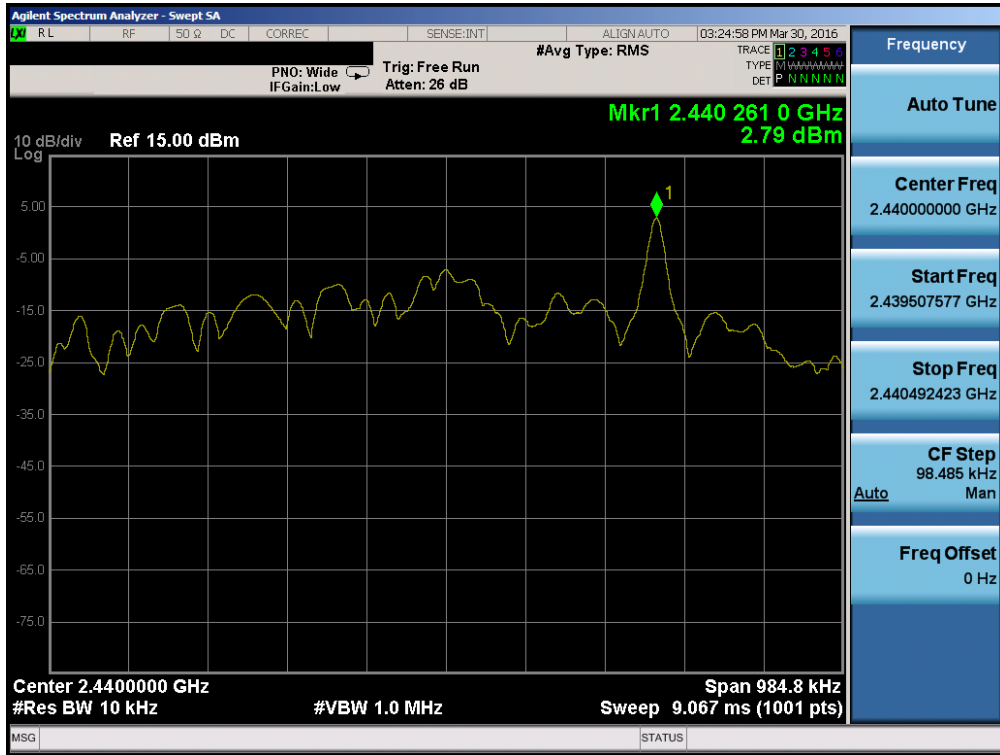 Agilent Spectrum Analyzer - Swept SA
LXI RL RF 50 Ω DC CORREC SENSE:INT ALIGN AUTO 03:24:58 PM Mar 30, 2016
#Avg Type: RMS TRACE 1 2 3 4 5 6
PNO: Wide Trig: Free Run TYPE M WWWWW
IFGain:Low Atten: 26 dB DET P N N N N N
Mkr1 2.440 261 0 GHz
10 dB/div Ref 15.00 dBm 2.79 dBm
Log
1
5.00
-5.00
-15.0
-25.0
-35.0
-45.0
-55.0
-65.0
-75.0
Center 2.4400000 GHz Span 984.8 kHz
#Res BW 10 kHz #VBW 1.0 MHz Sweep 9.067 ms (1001 pts)
MSG STATUS
Frequency
Auto Tune
Center Freq
2.440000000 GHz
Start Freq
2.439507577 GHz
Stop Freq
2.440492423 GHz
CF Step
98.485 kHz
Auto Man
Freq Offset
0 Hz